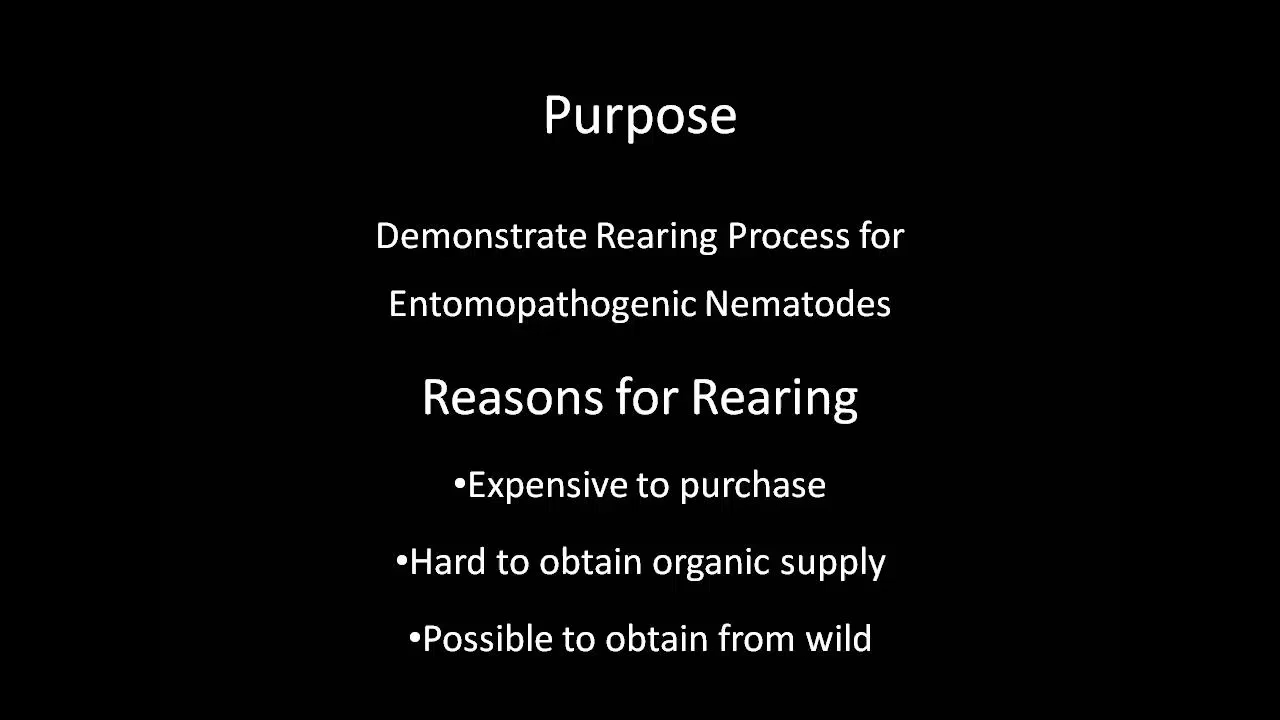 Purpose
Demonstrate Rearing Process for
Entomopathogenic Nematodes
Reasons for Rearing
•Expensive to purchase
•Hard to obtain organic supply
•Possible to obtain from wild